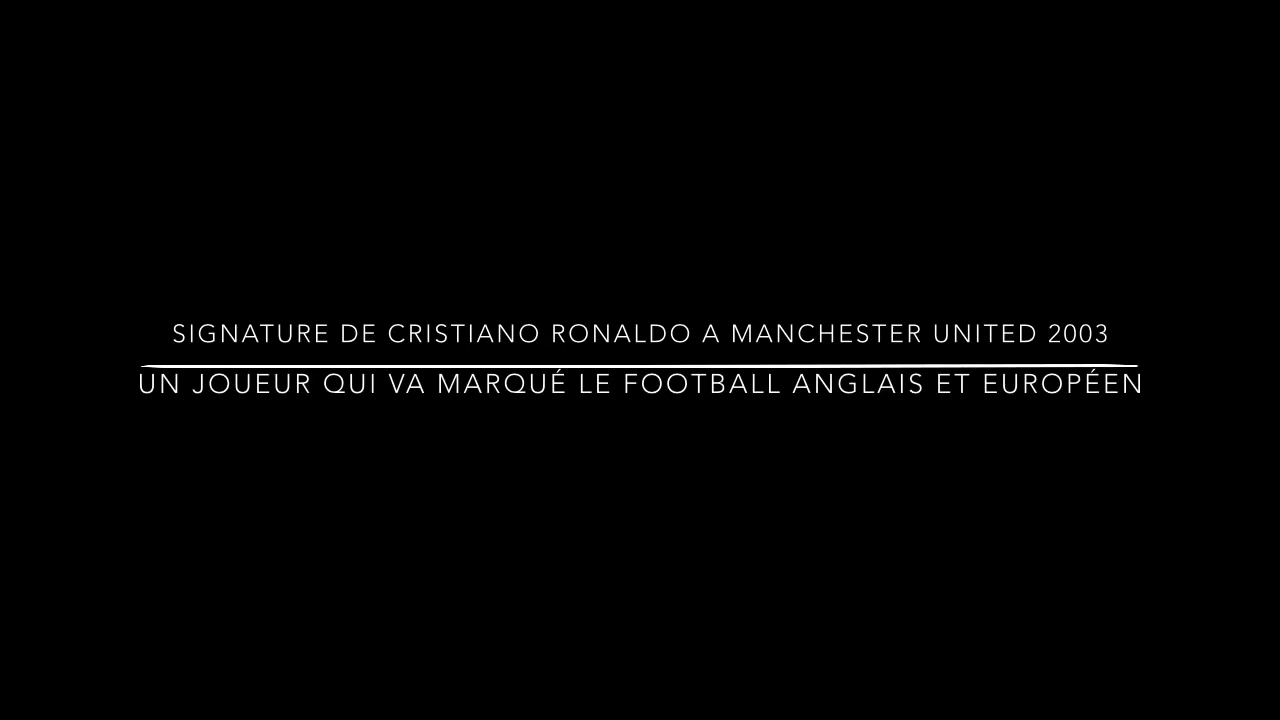 SIGNATURE DE CRISTIANO RONALDO A MANCHESTER UNITED 2003
UN JOUEUR QUI VA MARQUÉ LE FOOTBALL ANGLAIS ET EUROPÉEN